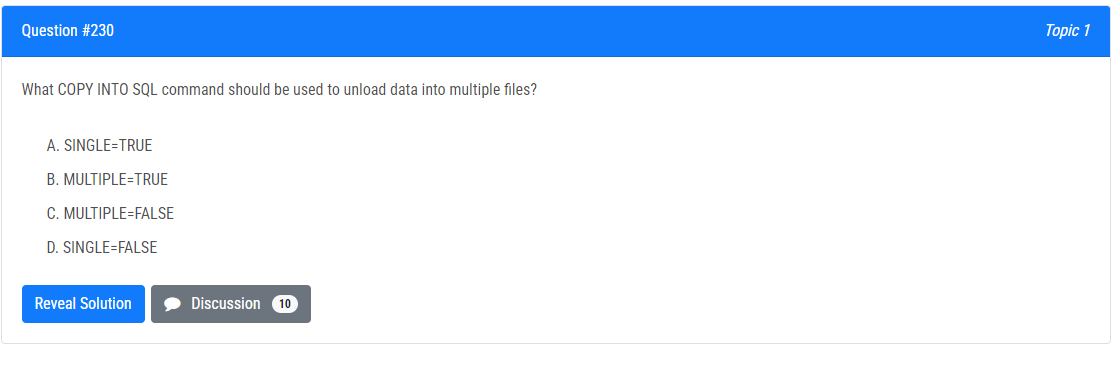 Question #230 Topic 1
What COPY INTO SQL command should be used to unload data into multiple files?
A. SINGLE=TRUE
B. MULTIPLE=TRUE
C. MULTIPLE=FALSE
D. SINGLE=FALSE
Reveal Solution Discussion 10